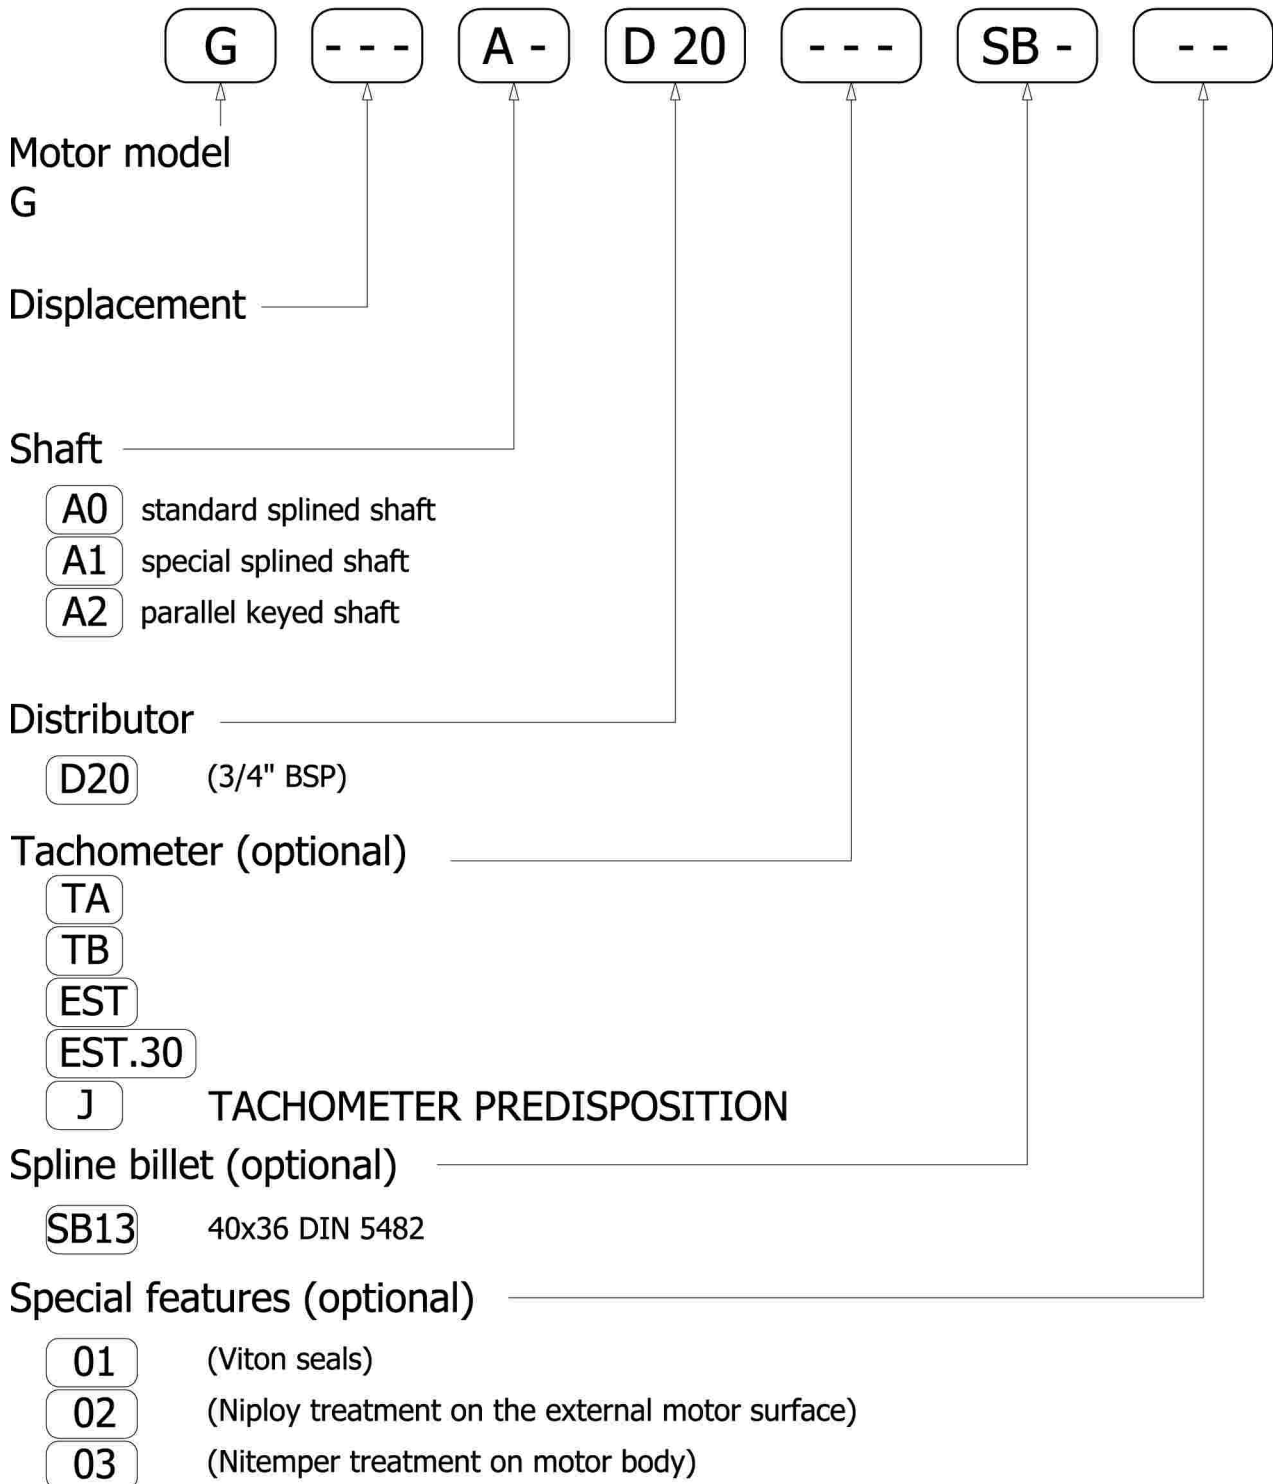 G - - - A - D 20 - - - SB - - -
Motor model
G
Displacement
Shaft
A0 standard splined shaft
A1 special splined shaft
A2 parallel keyed shaft
Distributor
D20 (3/4" BSP)
Tachometer (optional)
TA
TB
EST
EST.30
J TACHOMETER PREDISPOSITION
Spline billet (optional)
SB13 40x36 DIN 5482
Special features (optional)
01 (Viton seals)
02 (Niploy treatment on the external motor surface)
03 (Nitemper treatment on motor body)